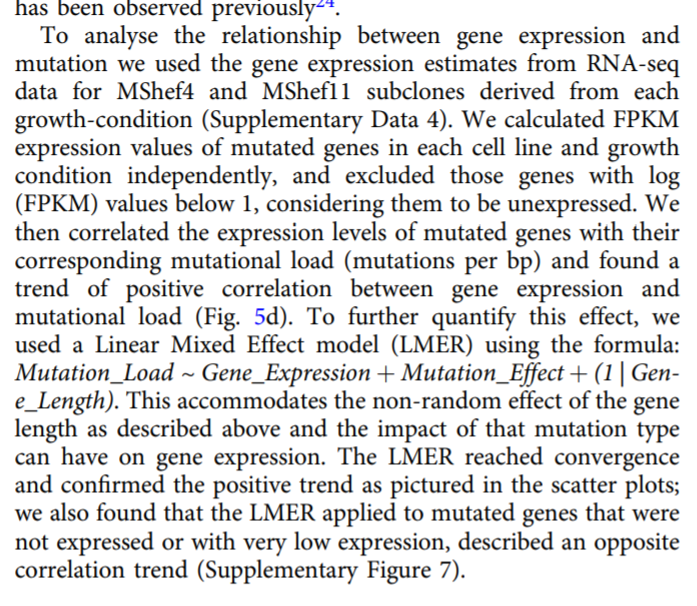 has been observed previously24.
To analyse the relationship between gene expression and
mutation we used the gene expression estimates from RNA-seq
data for MShef4 and MShef11 subclones derived from each
growth-condition (Supplementary Data 4). We calculated FPKM
expression values of mutated genes in each cell line and growth
condition independently, and excluded those genes with log
(FPKM) values below 1, considering them to be unexpressed. We
then correlated the expression levels of mutated genes with their
corresponding mutational load (mutations per bp) and found a
trend of positive correlation between gene expression and
mutational load (Fig. 5d). To further quantify this effect, we
used a Linear Mixed Effect model (LMER) using the formula:
Mutation_Load ~ Gene_Expression + Mutation_Effect + (1 | Gen-
e_Length). This accommodates the non-random effect of the gene
length as described above and the impact of that mutation type
can have on gene expression. The LMER reached convergence
and confirmed the positive trend as pictured in the scatter plots;
we also found that the LMER applied to mutated genes that were
not expressed or with very low expression, described an opposite
correlation trend (Supplementary Figure 7).